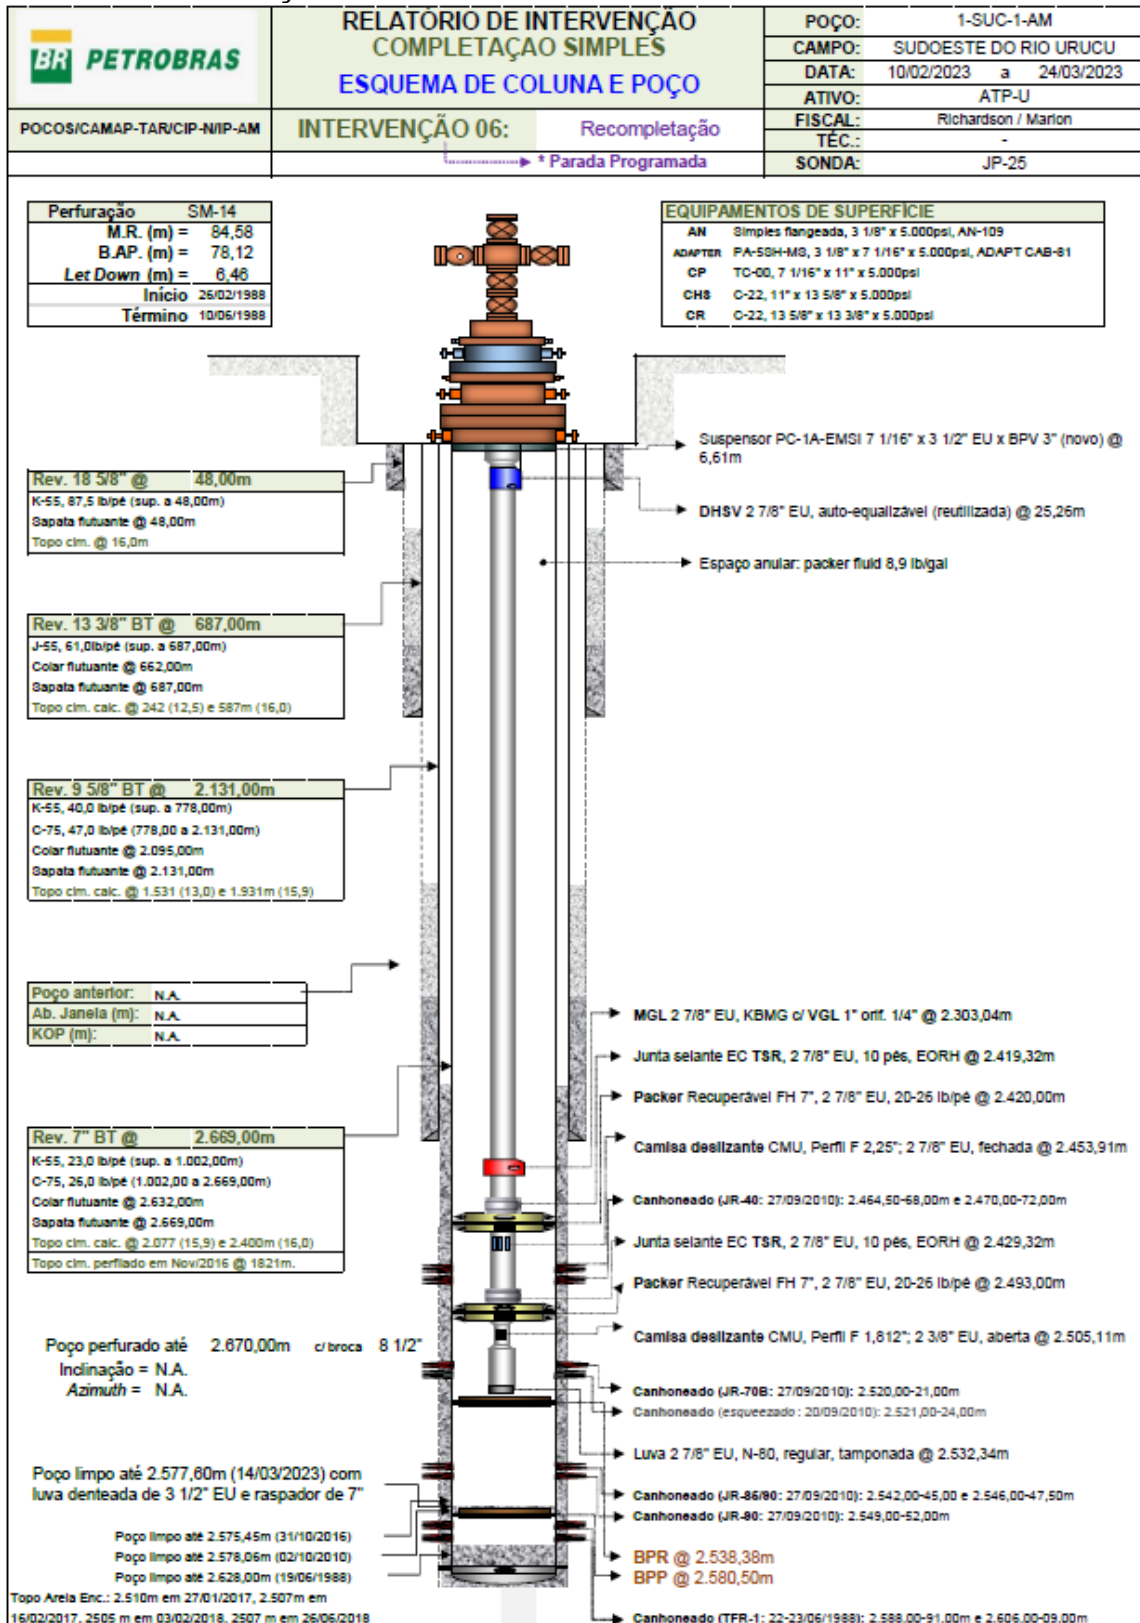 BR PETROBRAS
RELATÓRIO DE INTERVENÇÃO
COMPLETAÇAO SIMPLES
ESQUEMA DE COLUNA E POÇO
POÇO: 1-SUC-1-AM
CAMPO: SUDOESTE DO RIO URUCU
DATA: 10/02/2023 a 24/03/2023
ATIVO: ATP-U
POCOS/CAMAP-TAR/CIP-N/IP-AM
INTERVENÇÃO 06: Recompletação
FISCAL: Richardson / Marlon
TÉC.: -
* Parada Programada
SONDA: JP-25
Perfuração SM-14
M.R. (m) = 84,58
B.AP. (m) = 78,12
Let Down (m) = 6,46
Início 26/02/1988
Término 10/06/1988
EQUIPAMENTOS DE SUPERFÍCIE
AN Simples flangeada, 3 1/8" x 5.000psi, AN-109
ADAPTER PA-5SH-MS, 3 1/8" x 7 1/16" x 5.000psi, ADAPT CAB-81
CP TC-00, 7 1/16" x 11" x 5.000psi
CHS C-22, 11" x 13 5/8" x 5.000psi
CR C-22, 13 5/8" x 13 3/8" x 5.000psi
Suspensor PC-1A-EMSI 7 1/16" x 3 1/2" EU x BPV 3" (novo) @
6,61m
DHSV 2 7/8" EU, auto-equalizável (reutilizada) @ 25,26m
Espaço anular: packer fluid 8,9 lb/gal
Rev. 18 5/8" @ 48,00m
K-55, 87,5 lb/pé (sup. a 48,00m)
Sapata flutuante @ 48,00m
Topo cim. @ 16,0m
Rev. 13 3/8" BT @ 687,00m
J-55, 61,0lb/pé (sup. a 687,00m)
Colar flutuante @ 662,00m
Sapata flutuante @ 687,00m
Topo cim. calc. @ 242 (12,5) e 587m (16,0)
Rev. 9 5/8" BT @ 2.131,00m
K-55, 40,0 lb/pé (sup. a 778,00m)
C-75, 47,0 lb/pé (778,00 a 2.131,00m)
Colar flutuante @ 2.095,00m
Sapata flutuante @ 2.131,00m
Topo cim. calc. @ 1.531 (13,0) e 1.931m (15,9)
Poço anterior: N.A.
Ab. Janela (m): N.A.
KOP (m): N.A.
Rev. 7" BT @ 2.669,00m
K-55, 23,0 lb/pé (sup. a 1.002,00m)
C-75, 26,0 lb/pé (1.002,00 a 2.669,00m)
Colar flutuante @ 2.632,00m
Sapata flutuante @ 2.669,00m
Topo cim. calc. @ 2.077 (15,9) e 2.400m (16,0)
Topo cim. perfilado em Nov/2016 @ 1821m.
MGL 2 7/8" EU, KBMG c/ VGL 1" orif. 1/4" @ 2.303,04m
Junta selante EC TSR, 2 7/8" EU, 10 pés, EORH @ 2.419,32m
Packer Recuperável FH 7", 2 7/8" EU, 20-26 lb/pé @ 2.420,00m
Camisa deslizante CMU, Perfil F 2,25"; 2 7/8" EU, fechada @ 2.453,91m
Canhoneado (JR-40: 27/09/2010): 2.464,50-68,00m e 2.470,00-72,00m
Junta selante EC TSR, 2 7/8" EU, 10 pés, EORH @ 2.429,32m
Packer Recuperável FH 7", 2 7/8" EU, 20-26 lb/pé @ 2.493,00m
Camisa deslizante CMU, Perfil F 1,812"; 2 3/8" EU, aberta @ 2.505,11m
Canhoneado (JR-70B: 27/09/2010): 2.520,00-21,00m
Canhoneado (esqueezado : 20/09/2010): 2.521,00-24,00m
Luva 2 7/8" EU, N-80, regular, tamponada @ 2.532,34m
Canhoneado (JR-86/90: 27/09/2010): 2.542,00-45,00 e 2.546,00-47,50m
Canhoneado (JR-90: 27/09/2010): 2.549,00-52,00m
BPR @ 2.538,38m
BPP @ 2.580,50m
Canhoneado (TFR-1: 22-23/06/1988): 2.588,00-91,00m e 2.606,00-09,00m
Poço perfurado até 2.670,00m c/ broca 8 1/2"
Inclinação = N.A.
Azimuth = N.A.
Poço limpo até 2.577,60m (14/03/2023) com
luva denteada de 3 1/2" EU e raspador de 7"
Poço limpo até 2.575,45m (31/10/2016)
Poço limpo até 2.578,06m (02/10/2010)
Poço limpo até 2.628,00m (19/06/1988)
Topo Areia Enc.: 2.510m em 27/01/2017, 2.507m em
16/02/2017, 2505 m em 03/02/2018, 2507 m em 26/06/2018